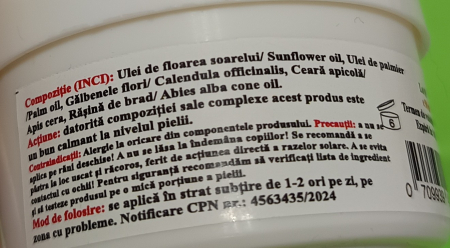 Compoziție (INCI): Ulei de floarea soarelui/ Sunflower oil, Ulei de palmier
/Palm oil, Gălbenele flori/ Calendula officinalis, Ceară apicolă/
Apis cera, Rășină de brad/ Abies alba cone oil.
Acțiune: datorită compoziției sale complexe acest produs este
un bun calmant la nivelul pielii.
Contraindicații: Alergie la oricare din componentele produsului. Precauții: a nu se
aplica pe răni deschise! A nu se lăsa la îndemâna copiilor! Se recomandă a se
păstra la loc uscat și răcoros, ferit de acțiunea directă a razelor solare. A se evita
contactul cu ochii! Pentru siguranță recomandăm să verificați lista de ingredient
și să testeze produsul pe o mică porțiune a pielii.
Mod de folosire: se aplică în strat subțire de 1-2 ori pe zi, pe
zona cu probleme. Notificare CPN nr.: 4563435/2024
Termen de
0 709939